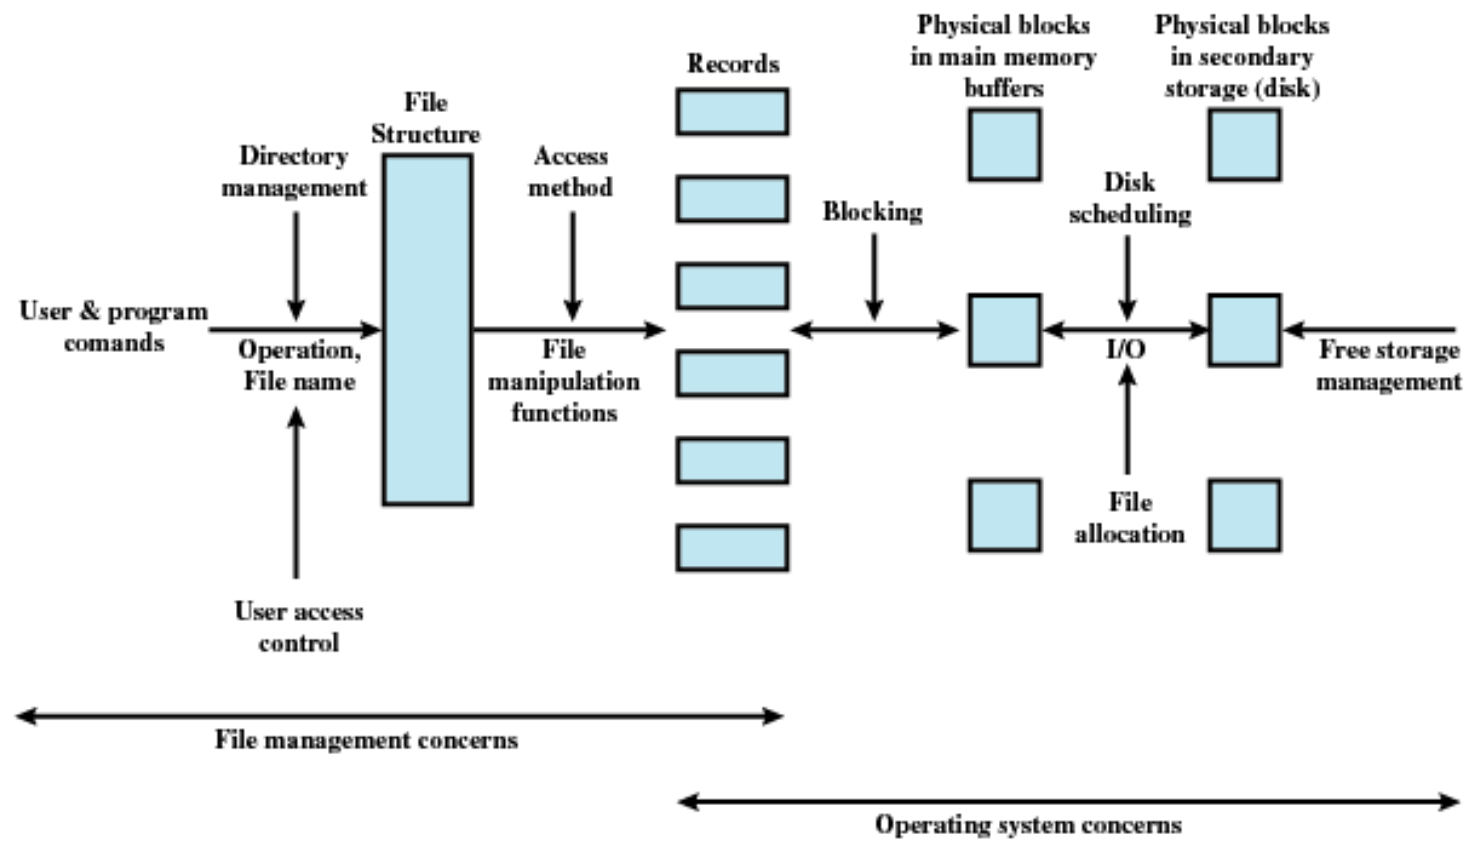 Physical blocks
in main memory
buffers
Physical blocks
in secondary
storage (disk)
Records
File
Structure
Directory
management
Access
method
Disk
scheduling
Blocking
User & program
comands
Operation,
File name
File
manipulation
functions
I/O
Free storage
management
File
allocation
User access
control
File management concerns
Operating system concerns